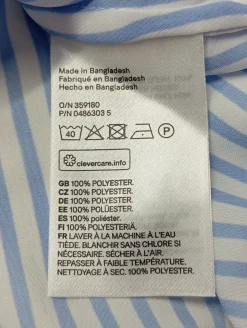 Made in Bangladesh
Fabriqué en Bangladesh
Hecho en Bangladesh
O/N 359180
P/N 0486303 5
40
P
clevercare.info
GB 100% POLYESTER.
CZ 100% POLYESTER.
DE 100% POLYESTER.
EE 100% POLÜESTER.
ES 100% poliéster.
FI 100% POLYESTERIÄ.
FR LAVER À LA MACHINE À L'EAU
TIÈDE. BLANCHIR SANS CHLORE SI
NÉCESSAIRE. SÉCHER À L'AIR.
REPASSER À FAIBLE TEMPÉRATURE.
NETTOYAGE À SEC. 100% POLYESTER.